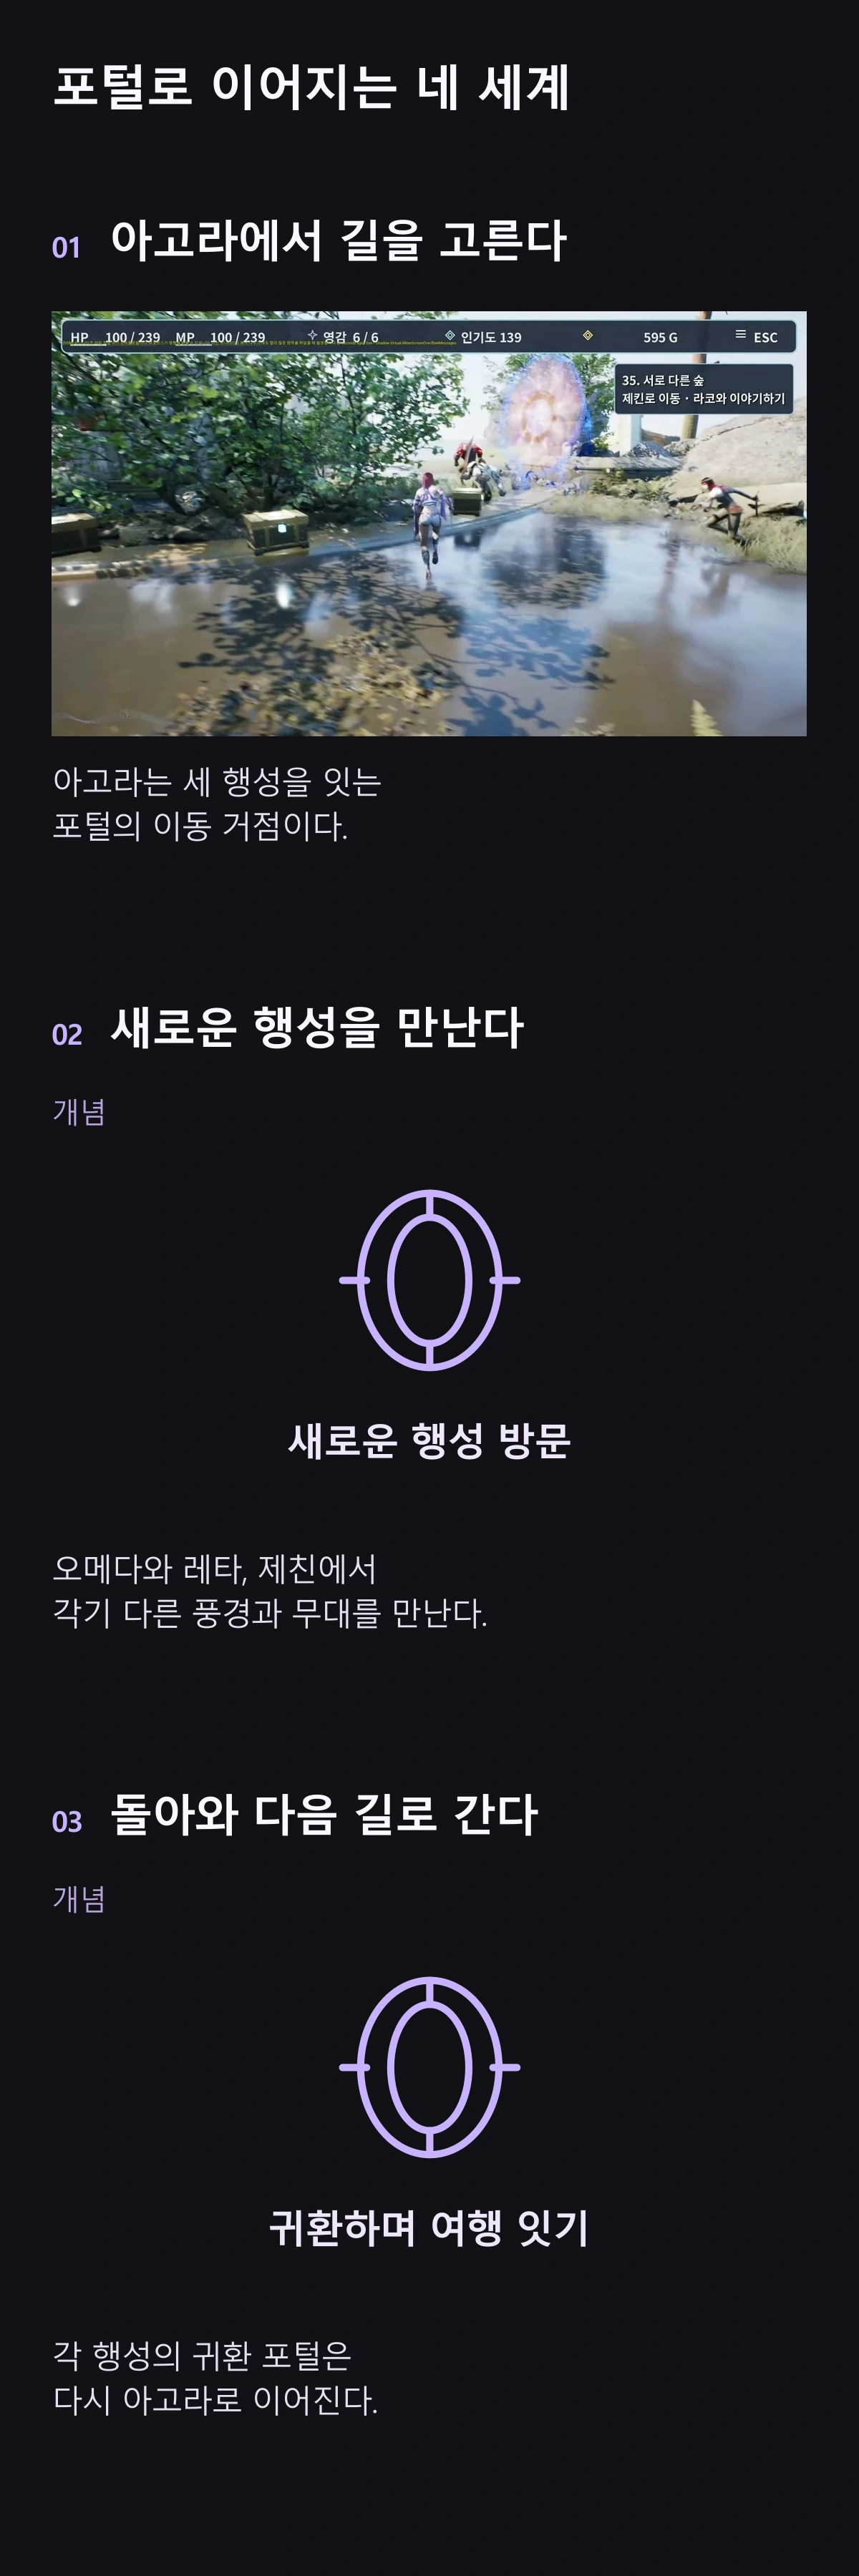 포털로 이어지는 네 세계
01 아고라에서 길을 고른다
HP 100 / 239 MP 100 / 239 영감 6 / 6 인기도 139 595 G ESC
35. 서로 다른 숲
제킨로 이동 · 라코와 이야기하기
아고라는 세 행성을 잇는
포털의 이동 거점이다.
02 새로운 행성을 만난다
개념
새로운 행성 방문
오메다와 레타, 제친에서
각기 다른 풍경과 무대를 만난다.
03 돌아와 다음 길로 간다
개념
귀환하며 여행 잇기
각 행성의 귀환 포털은
다시 아고라로 이어진다.